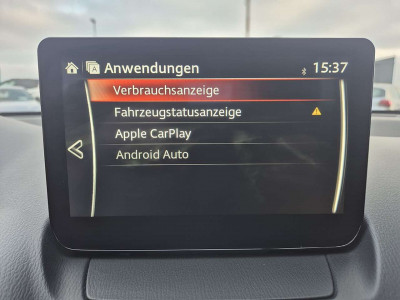 Anwendungen 15:37
Verbrauchsanzeige
Fahrzeugstatusanzeige
Apple CarPlay
Android Auto